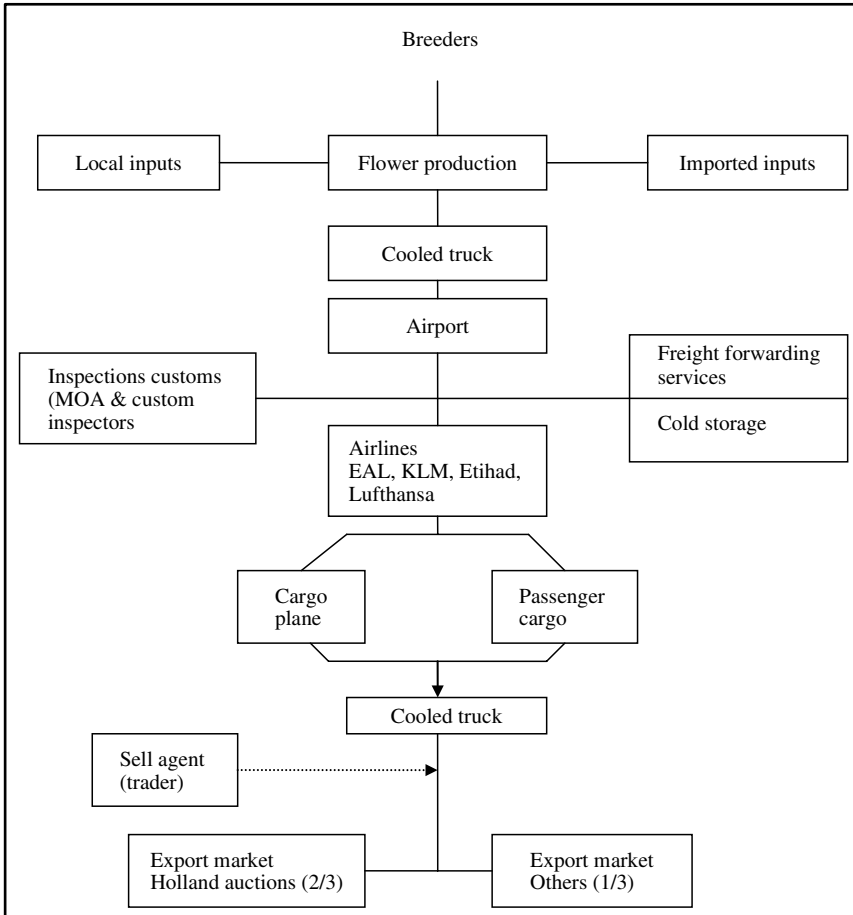 Breeders
Local inputs
Flower production
Imported inputs
Cooled truck
Airport
Inspections customs
(MOA & custom
inspectors
Freight forwarding
services
Cold storage
Airlines
EAL, KLM, Etihad,
Lufthansa
Cargo
plane
Passenger
cargo
Cooled truck
Sell agent
(trader)
Export market
Holland auctions (2/3)
Export market
Others (1/3)